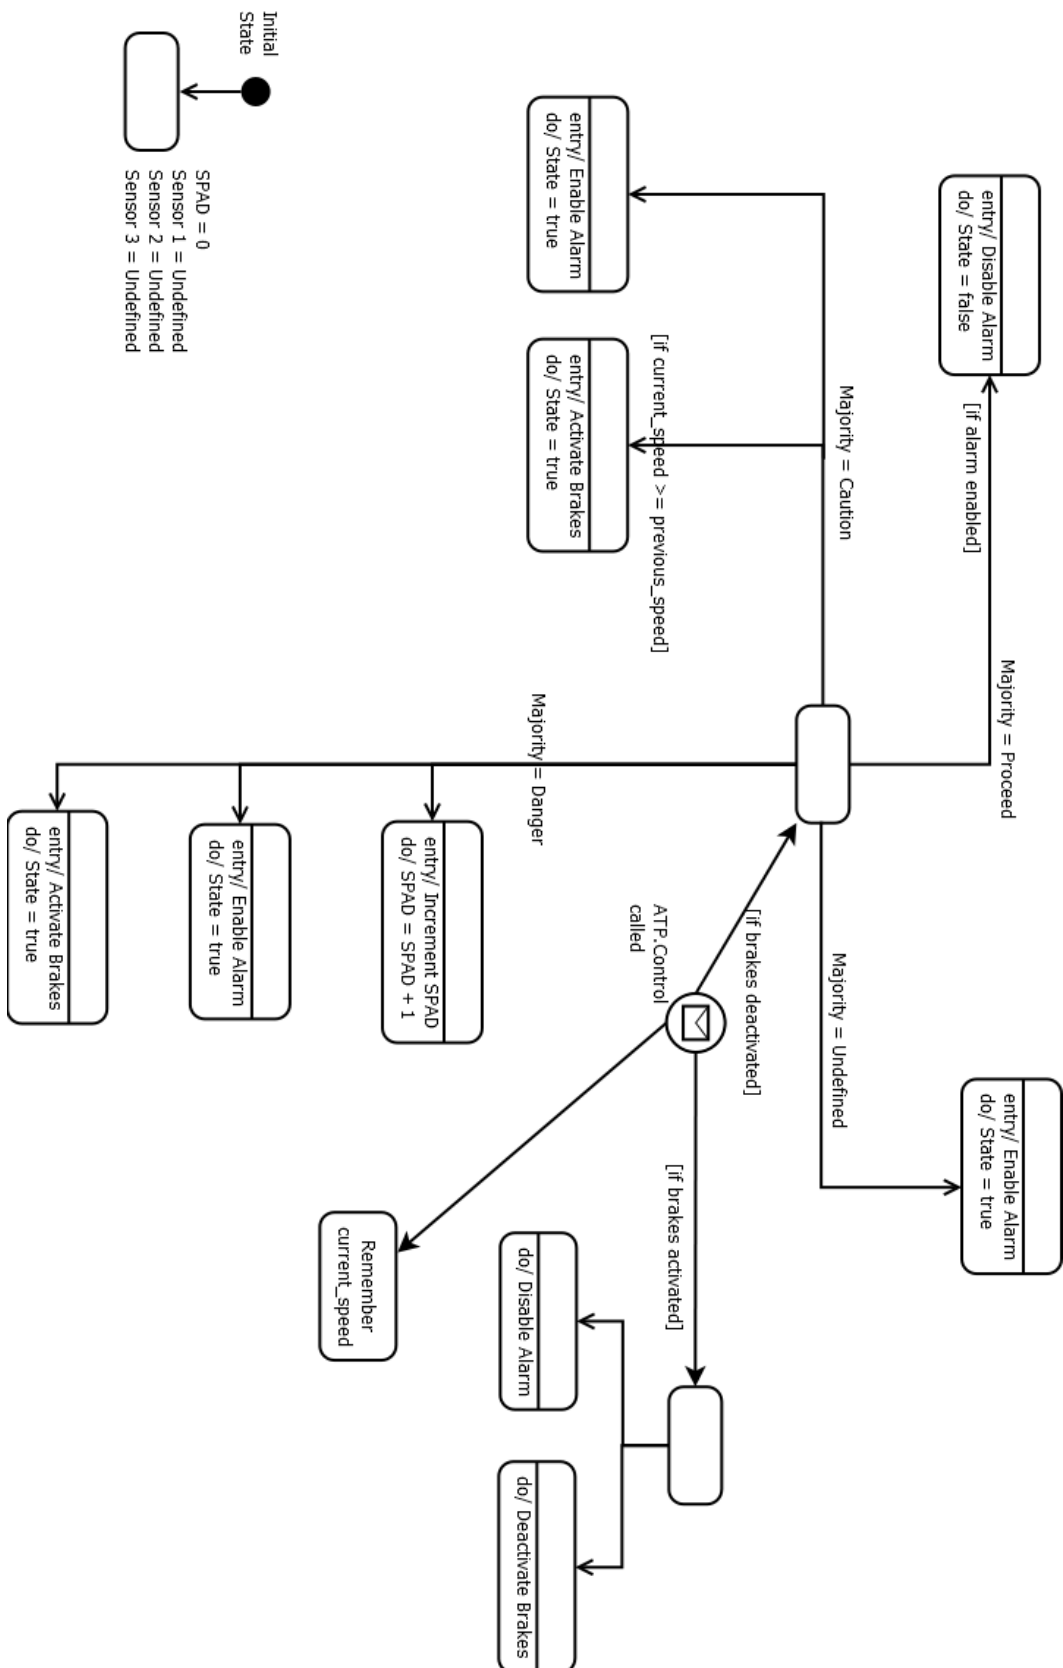 Initial
State
SPAD = 0
Sensor 1 = Undefined
Sensor 2 = Undefined
Sensor 3 = Undefined
entry/ Disable Alarm
do/ State = false
[if alarm enabled]
Majority = Proceed
entry/ Enable Alarm
do/ State = true
entry/ Activate Brakes
do/ State = true
[if current_speed >= previous_speed]
Majority = Caution
Majority = Undefined
entry/ Enable Alarm
do/ State = true
Majority = Danger
entry/ Increment SPAD
do/ SPAD = SPAD + 1
entry/ Enable Alarm
do/ State = true
entry/ Activate Brakes
do/ State = true
[if brakes deactivated]
ATP.Control
called
[if brakes activated]
Remember
current_speed
do/ Disable Alarm
do/ Deactivate Brakes